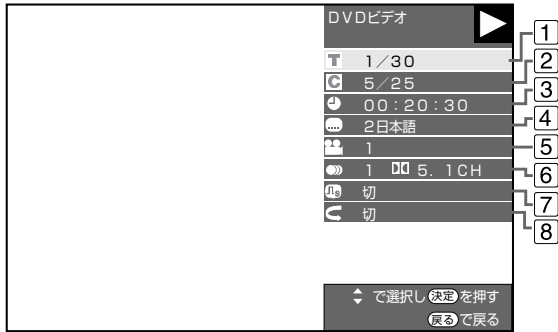 DVDビデオ
T 1/30
C 5/25
00:20:30
2日本語
1
1 5.1CH
S 切
切
で選択し 決定 を押す
戻る で戻る
1
2
3
4
5
6
7
8